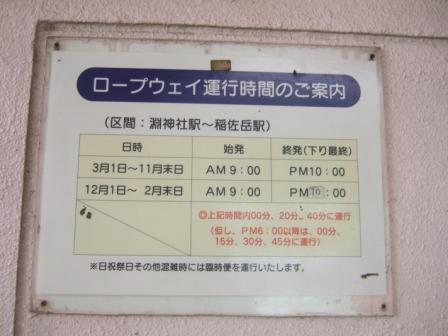 ロープウェイ運行時間のご案内
(区間：淵神社駅～稲佐岳駅)
日時 始発 終発(下り最終)
3月1日～11月末日 AM9：00 PM10：00
12月1日～ 2月末日 AM9：00 PM10：00
◎上記時間内00分、20分、40分に運行
(但し、PM6：00以降は、00分、
15分、30分、45分に運行)
※日祝祭日その他混雑時には臨時便を運行いたします。